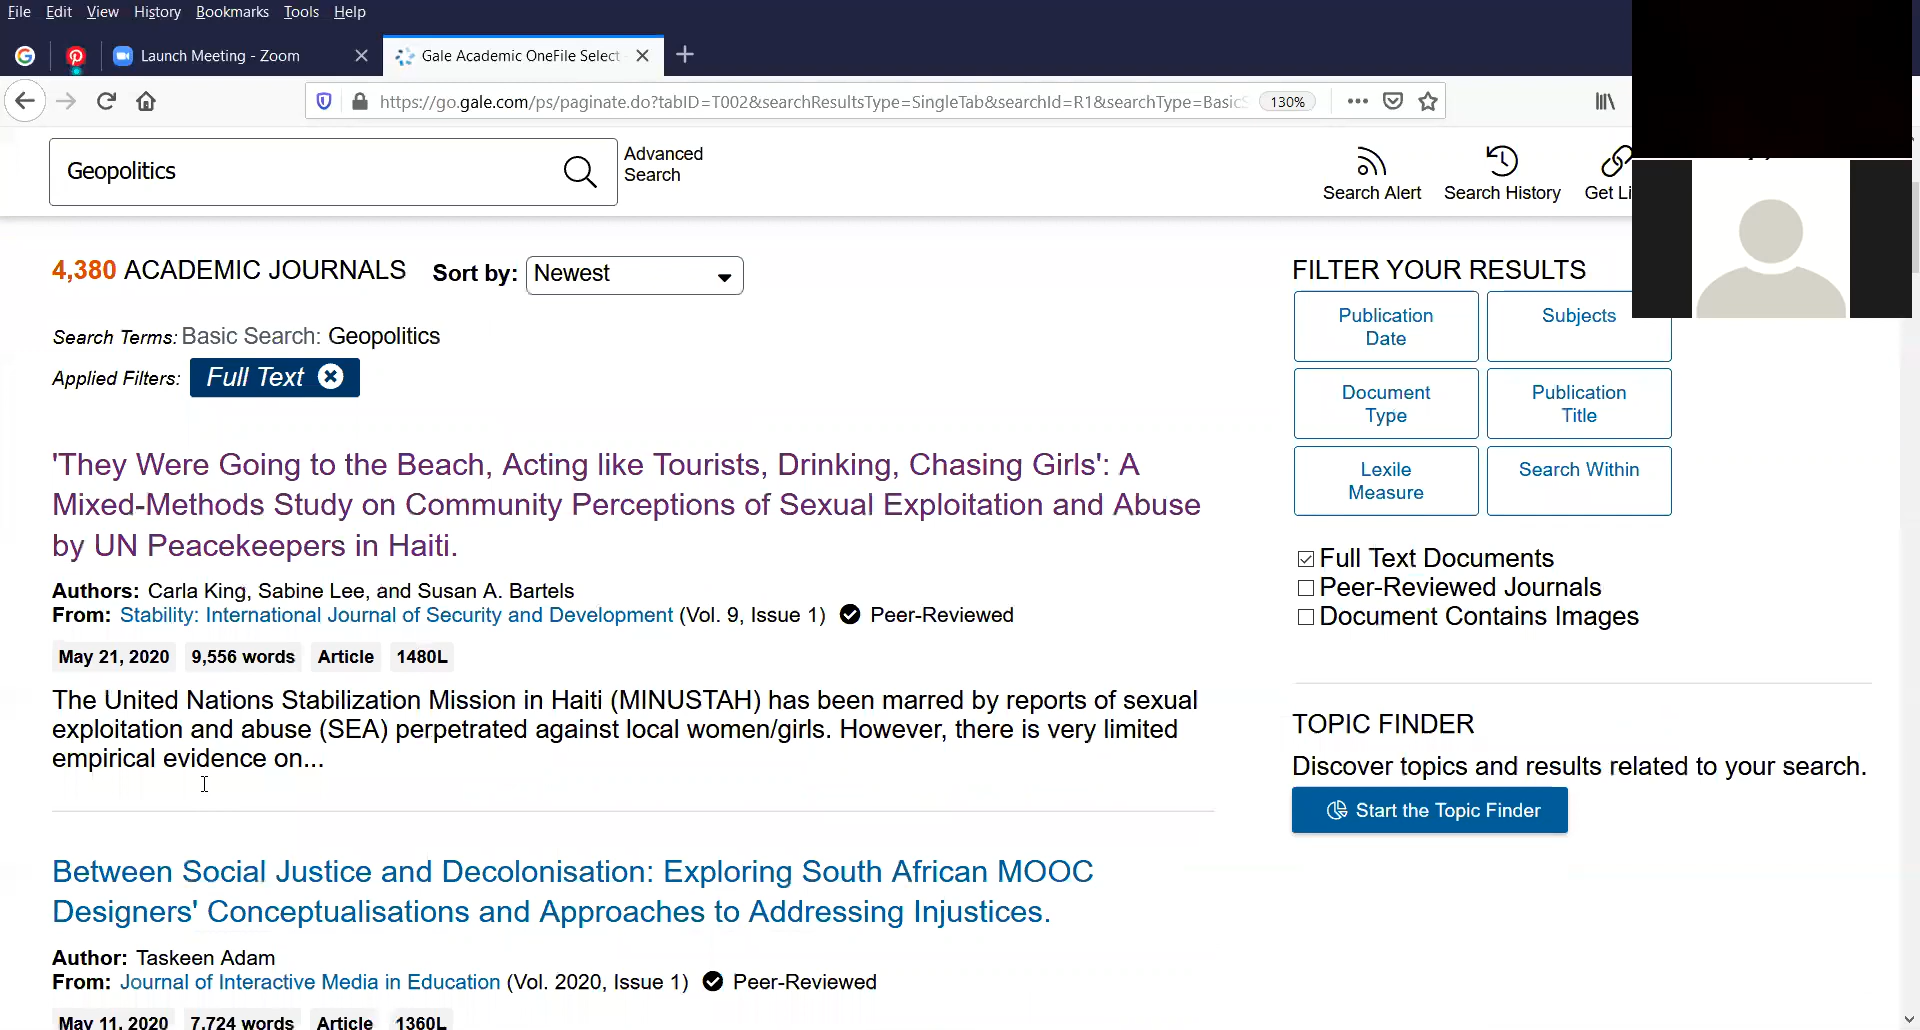 File Edit View History Bookmarks Tools Help
Launch Meeting - Zoom
Gale Academic OneFile Select
https://go.gale.com/ps/paginate.do?tabID=T002&searchResultsType=SingleTab&searchId=R1&searchType=BasicS
130%
Geopolitics
Advanced
Search
Search Alert
Search History
Get Li
4,380 ACADEMIC JOURNALS
Sort by: Newest
Search Terms: Basic Search: Geopolitics
Applied Filters: Full Text
'They Were Going to the Beach, Acting like Tourists, Drinking, Chasing Girls': A
Mixed-Methods Study on Community Perceptions of Sexual Exploitation and Abuse
by UN Peacekeepers in Haiti.
Authors: Carla King, Sabine Lee, and Susan A. Bartels
From: Stability: International Journal of Security and Development (Vol. 9, Issue 1) Peer-Reviewed
May 21, 2020 9,556 words Article 1480L
The United Nations Stabilization Mission in Haiti (MINUSTAH) has been marred by reports of sexual
exploitation and abuse (SEA) perpetrated against local women/girls. However, there is very limited
empirical evidence on...
Between Social Justice and Decolonisation: Exploring South African MOOC
Designers' Conceptualisations and Approaches to Addressing Injustices.
Author: Taskeen Adam
From: Journal of Interactive Media in Education (Vol. 2020, Issue 1) Peer-Reviewed
May 11, 2020 7,724 words Article 1360L
FILTER YOUR RESULTS
Publication
Date
Subjects
Document
Type
Publication
Title
Lexile
Measure
Search Within
Full Text Documents
Peer-Reviewed Journals
Document Contains Images
TOPIC FINDER
Discover topics and results related to your search.
Start the Topic Finder